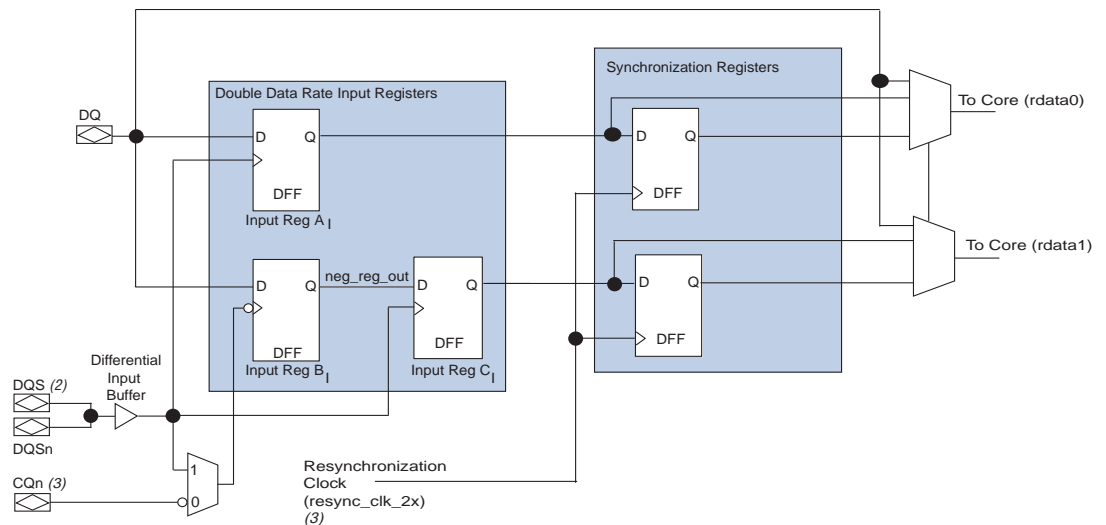 Synchronization Registers
Double Data Rate Input Registers
DQ
D Q
DFF
Input Reg A I
D Q
DFF
To Core (rdata0)
D Q
DFF
Input Reg B I
neg_reg_out
D Q
DFF
Input Reg C I
D Q
DFF
To Core (rdata1)
Differential
Input
Buffer
DQS (2)
DQSn
CQn (3)
1
0
Resynchronization
Clock
(resync_clk_2x)
(3)